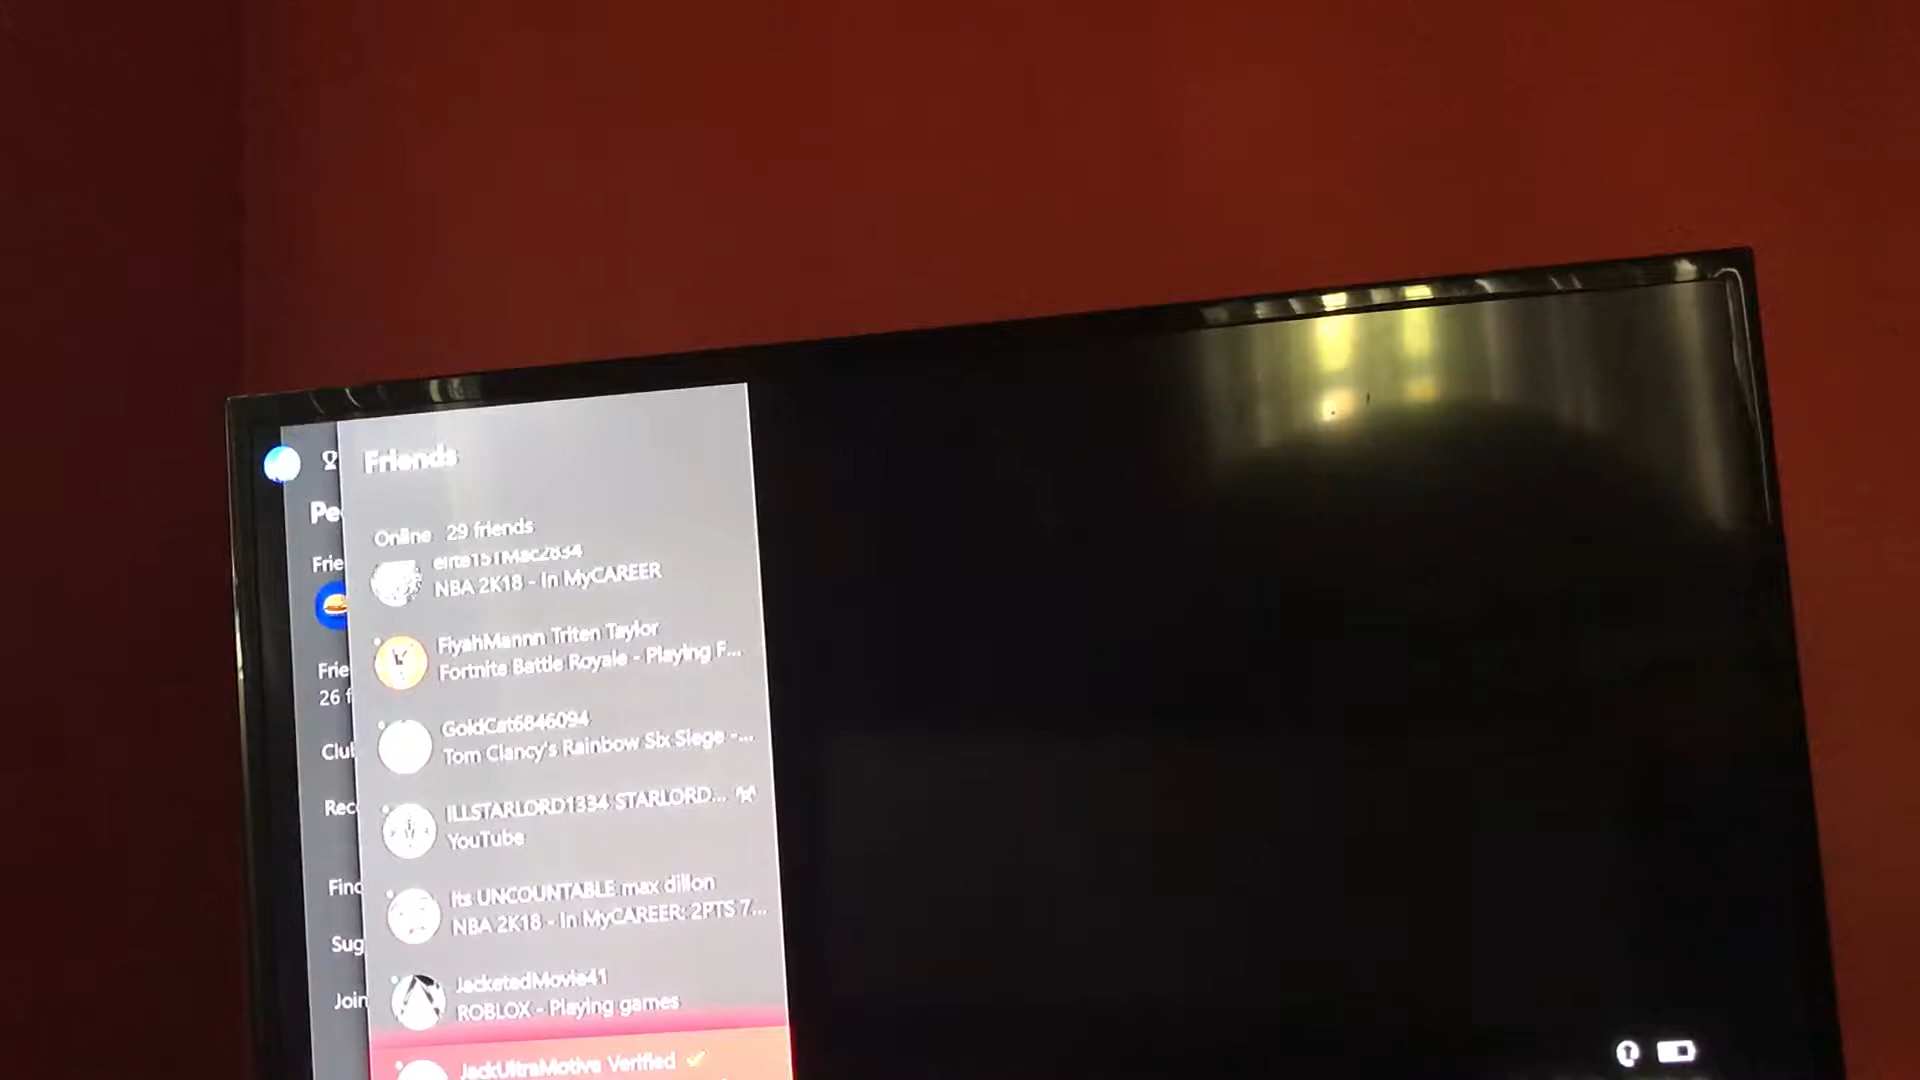 Friends
Pe
Online 29 friends
Frie
elite151Mac2834
NBA 2K18 - In MyCAREER
FiyahMannn Triten Taylor
Fortnite Battle Royale - Playing F...
Frie
26 f
GoldCat6846094
Tom Clancy's Rainbow Six Siege -...
Clu
ILLSTARLORD1334 STARLORD...
YouTube
Rec
Its UNCOUNTABLE max dillon
NBA 2K18 - In MyCAREER: 2PTS 7...
Find
Sug
JacketedMovie41
ROBLOX - Playing games
Join
JackUltraMotive Verified